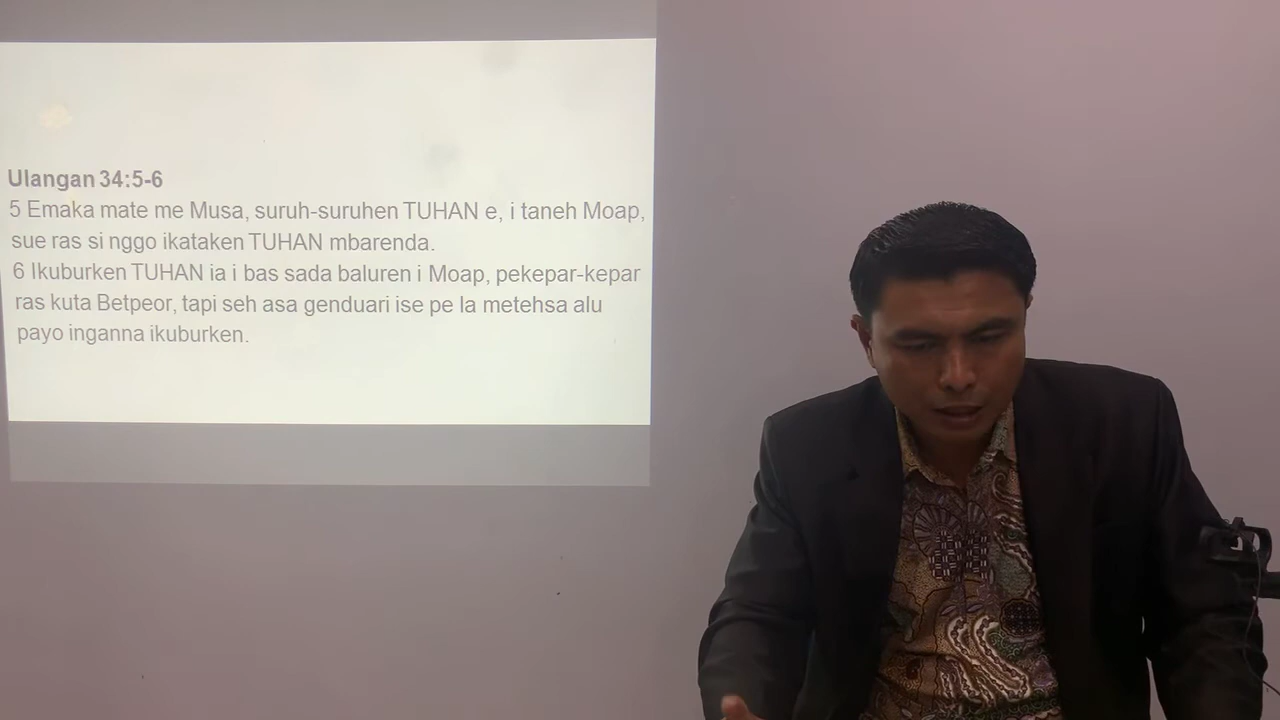 Ulangan 34:5-6
5 Emaka mate me Musa, suruh-suruhen TUHAN e, i taneh Moap,
sue ras si nggo ikataken TUHAN mbarenda.
6 Ikuburken TUHAN ia i bas sada baluren i Moap, pekepar-kepar
ras kuta Betpeor, tapi seh asa genduari ise pe la metehsa alu
payo inganna ikuburken.